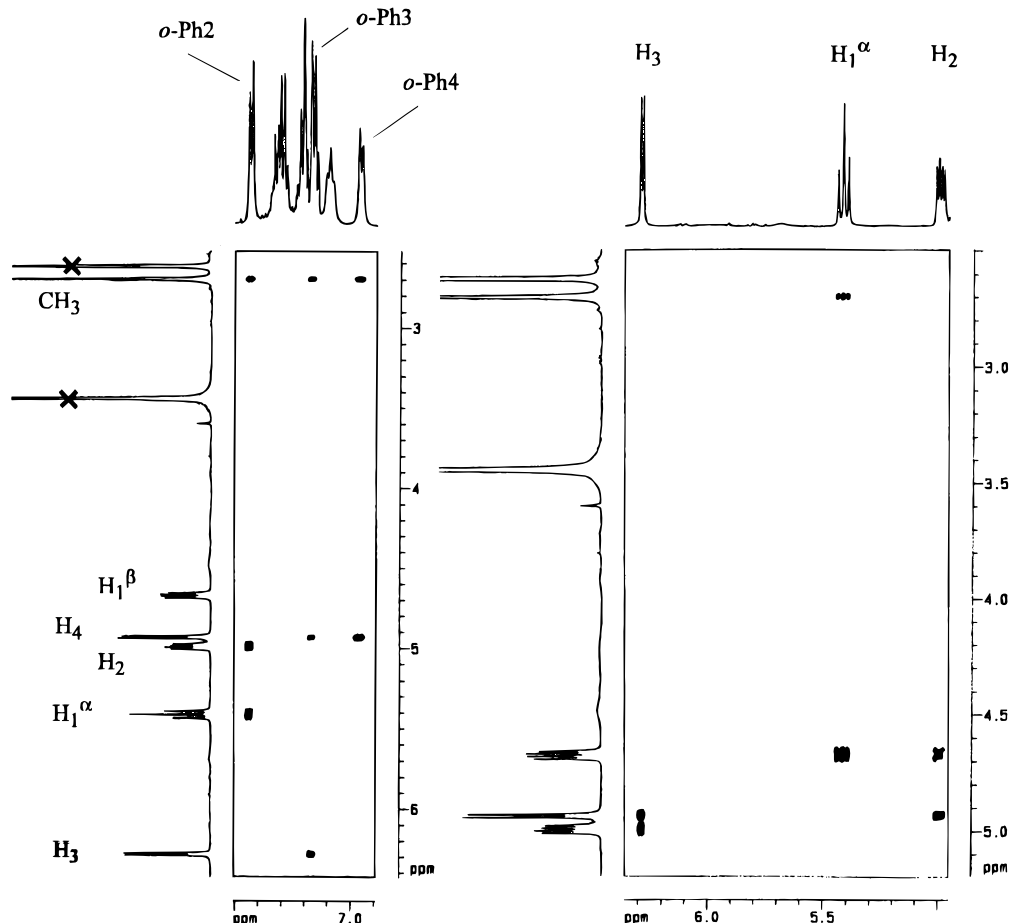 o-Ph2
o-Ph3
o-Ph4
CH3
3
4
H1β
H4
H2
5
H1α
6
H3
ppm
ppm
7.0
H3
H1α
H2
3.0
3.5
4.0
4.5
5.0
ppm
ppm
6.0
5.5